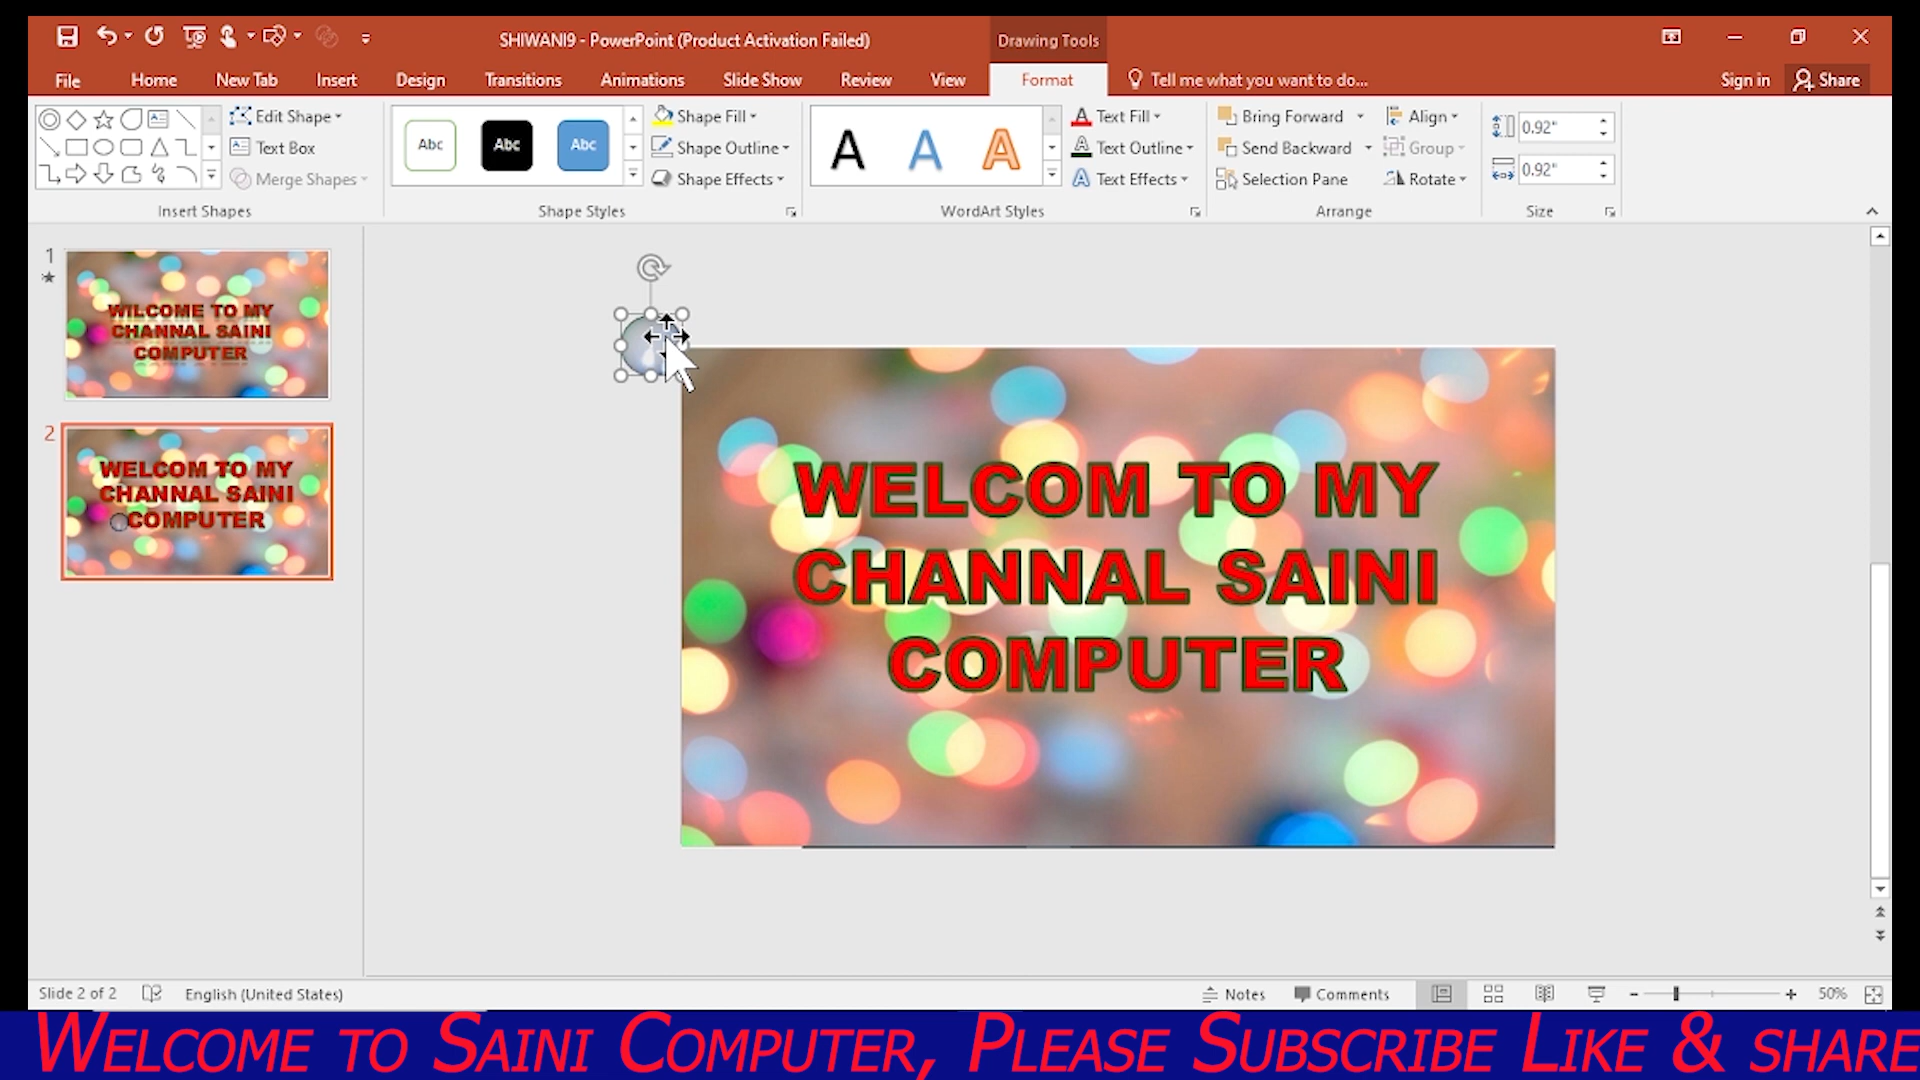 SHIWANI9 - PowerPoint (Product Activation Failed)
Drawing Tools
File Home New Tab Insert Design Transitions Animations Slide Show Review View Format Tell me what you want to do... Sign in Share
Edit Shape
Text Box
Merge Shapes
Insert Shapes
Abc Abc Abc
Shape Fill
Shape Outline
Shape Effects
Shape Styles
A A A
Text Fill
Text Outline
Text Effects
WordArt Styles
Bring Forward
Send Backward
Selection Pane
Align
Group
Rotate
Arrange
0.92"
0.92"
Size
1
WILCOME TO MY
CHANNAL SAINI
COMPUTER
2
WELCOM TO MY
CHANNAL SAINI
COMPUTER
WELCOM TO MY
CHANNAL SAINI
COMPUTER
Slide 2 of 2 English (United States) Notes Comments 50%
WELCOME TO SAINI COMPUTER, PLEASE SUBSCRIBE LIKE & SHARE